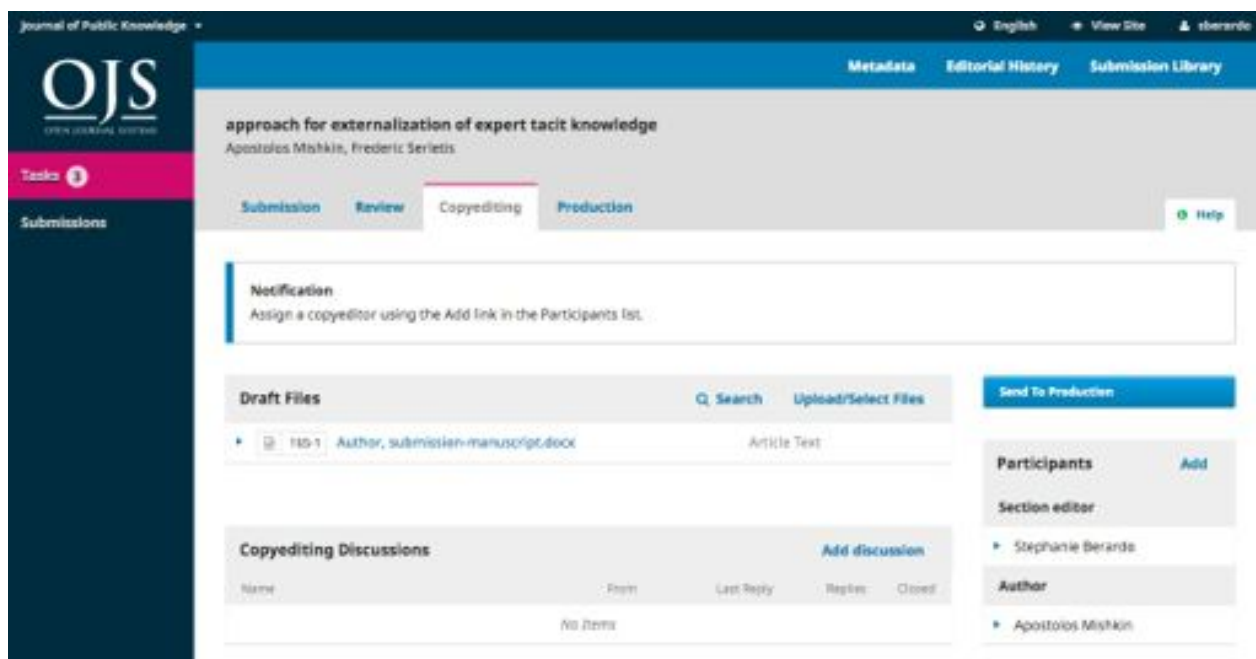 Journal of Public Knowledge
English View Site sberardo
OJS
OPEN JOURNAL SYSTEMS
Metadata Editorial History Submission Library
approach for externalization of expert tacit knowledge
Apostolos Mishkin, Frederic Serletis
Tasks 3
Submission Review Copyediting Production
Submissions
Help
Notification
Assign a copyeditor using the Add link in the Participants list.
Draft Files Search Upload/Select Files
Send To Production
Author, submission-manuscript.docx Article Text
Participants Add
Section editor
Copyediting Discussions Add discussion
Stephanie Berardo
Name From Last Reply Replies Closed
Author
No Items
Apostolos Mishkin